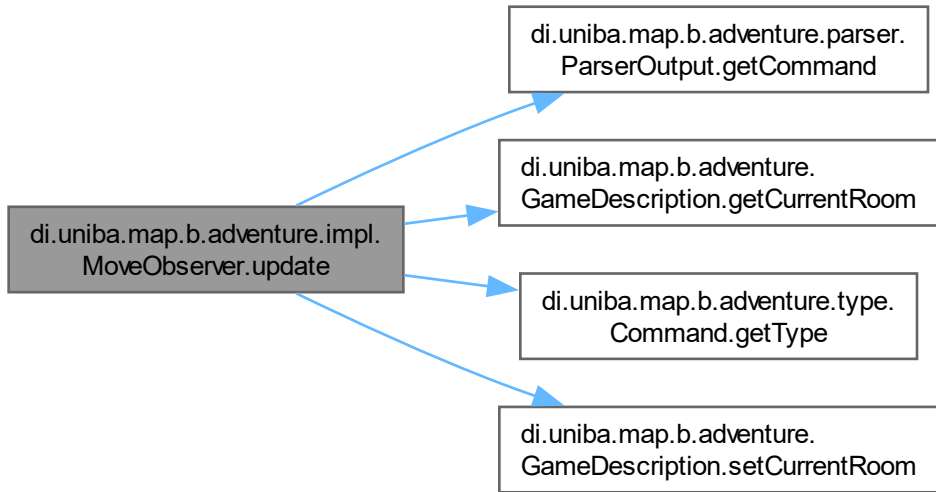 di.uniba.map.b.adventure.parser.
ParserOutput.getCommand
di.uniba.map.b.adventure.
GameDescription.getCurrentRoom
di.uniba.map.b.adventure.impl.
MoveObserver.update
di.uniba.map.b.adventure.type.
Command.getType
di.uniba.map.b.adventure.
GameDescription.setCurrentRoom